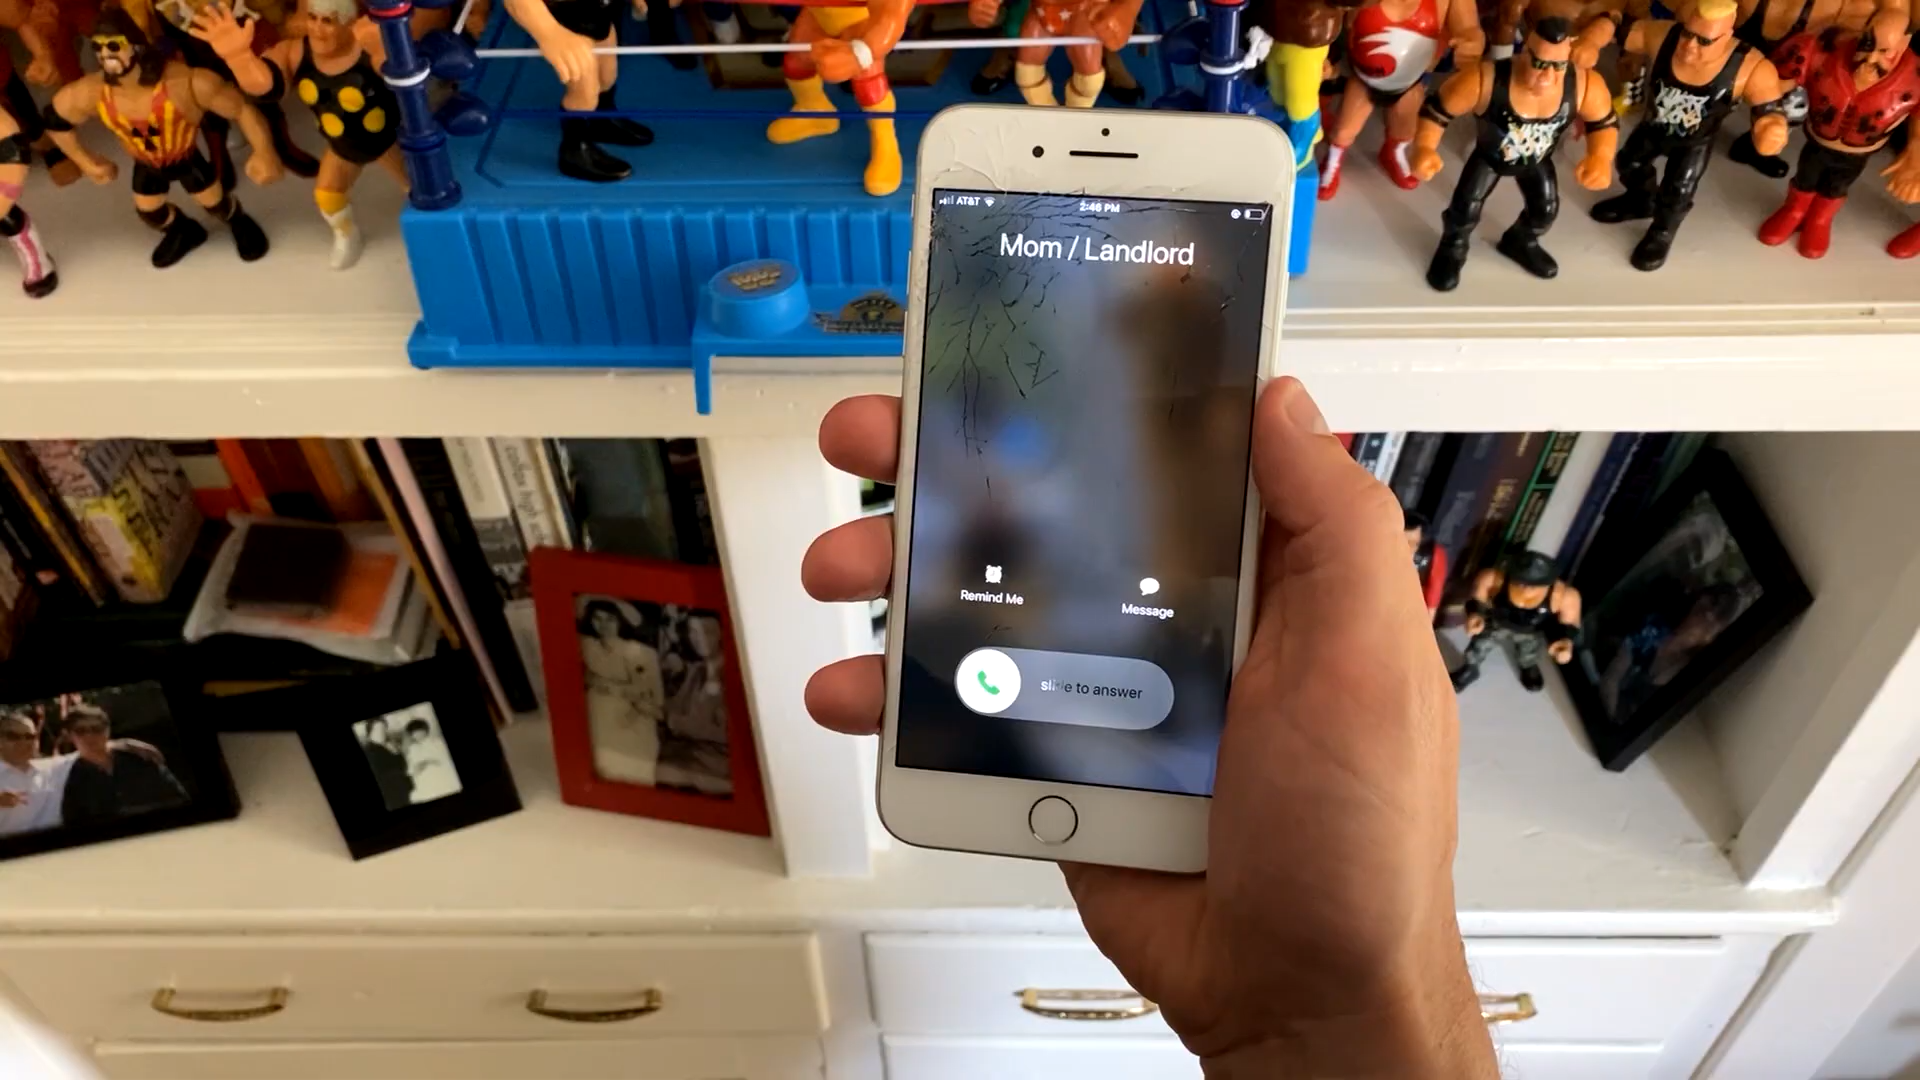 AT&T
2:46 PM
Mom / Landlord
Remind Me
Message
slide to answer